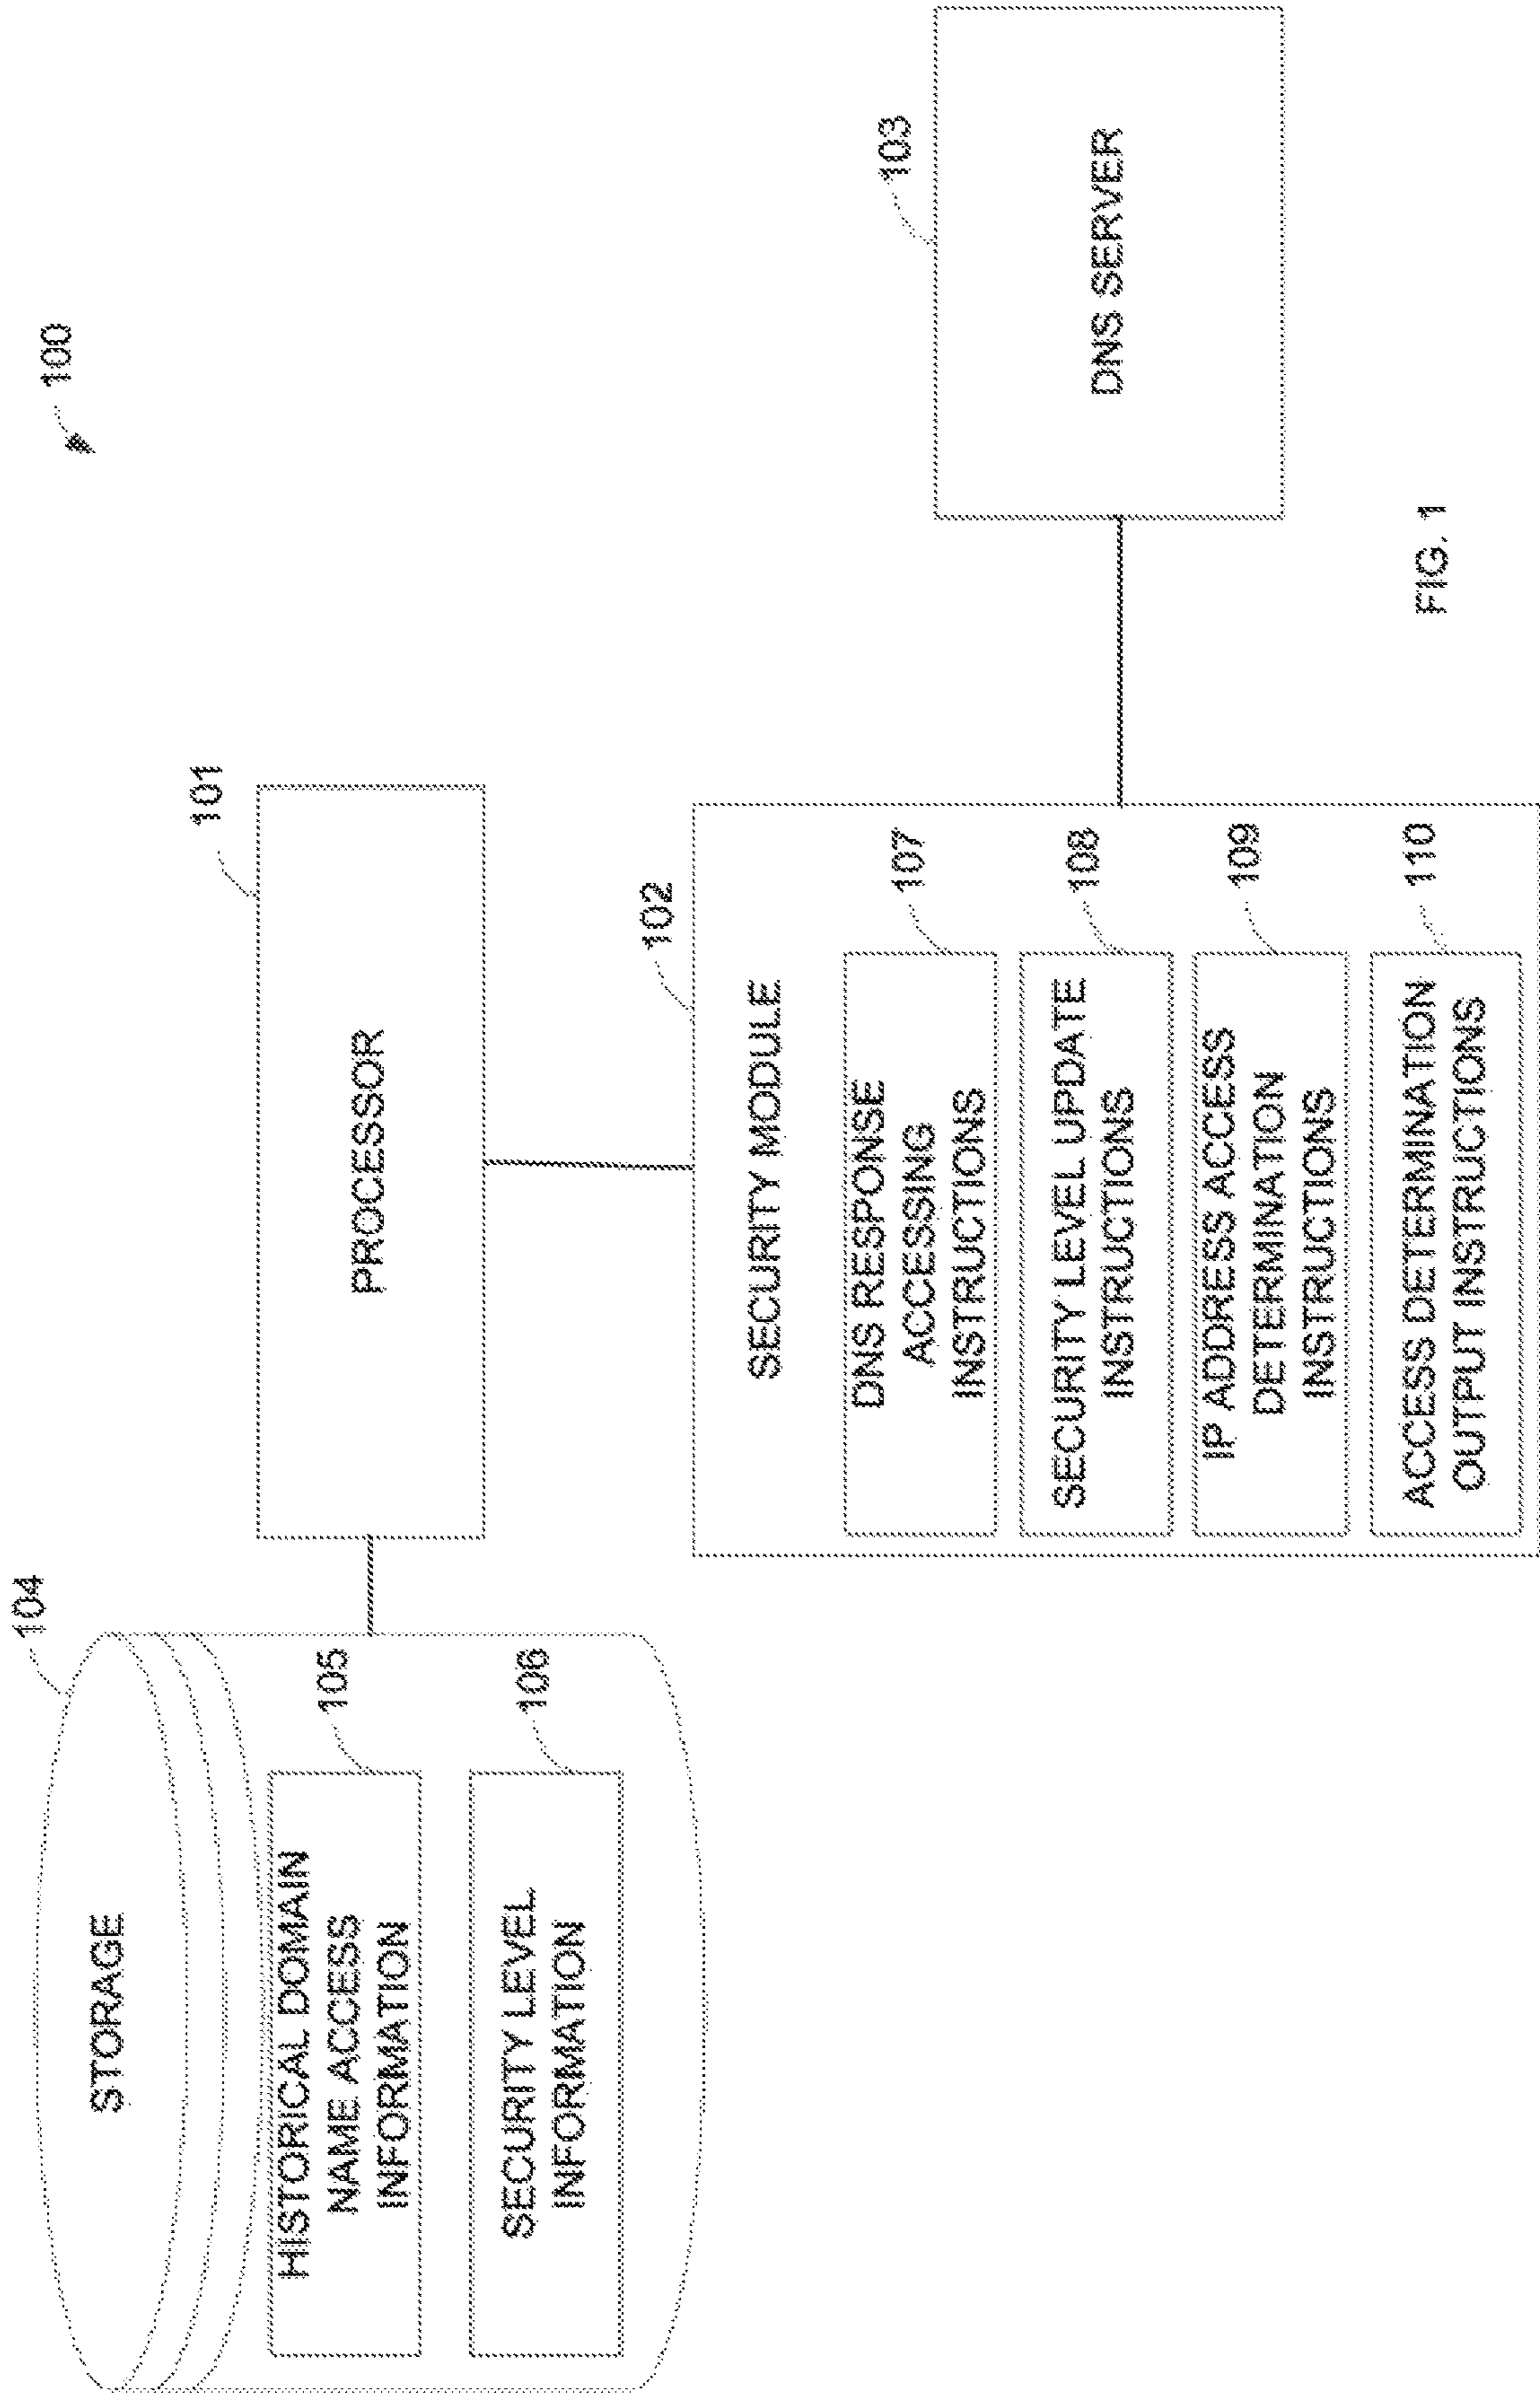 100
104
STORAGE
HISTORICAL DOMAIN
NAME ACCESS
INFORMATION
105
SECURITY LEVEL
INFORMATION
106
101
PROCESSOR
102
SECURITY MODULE
DNS RESPONSE
ACCESSING
INSTRUCTIONS
107
SECURITY LEVEL UPDATE
INSTRUCTIONS
108
IP ADDRESS ACCESS
DETERMINATION
INSTRUCTIONS
109
ACCESS DETERMINATION
OUTPUT INSTRUCTIONS
110
103
DNS SERVER
FIG. 1